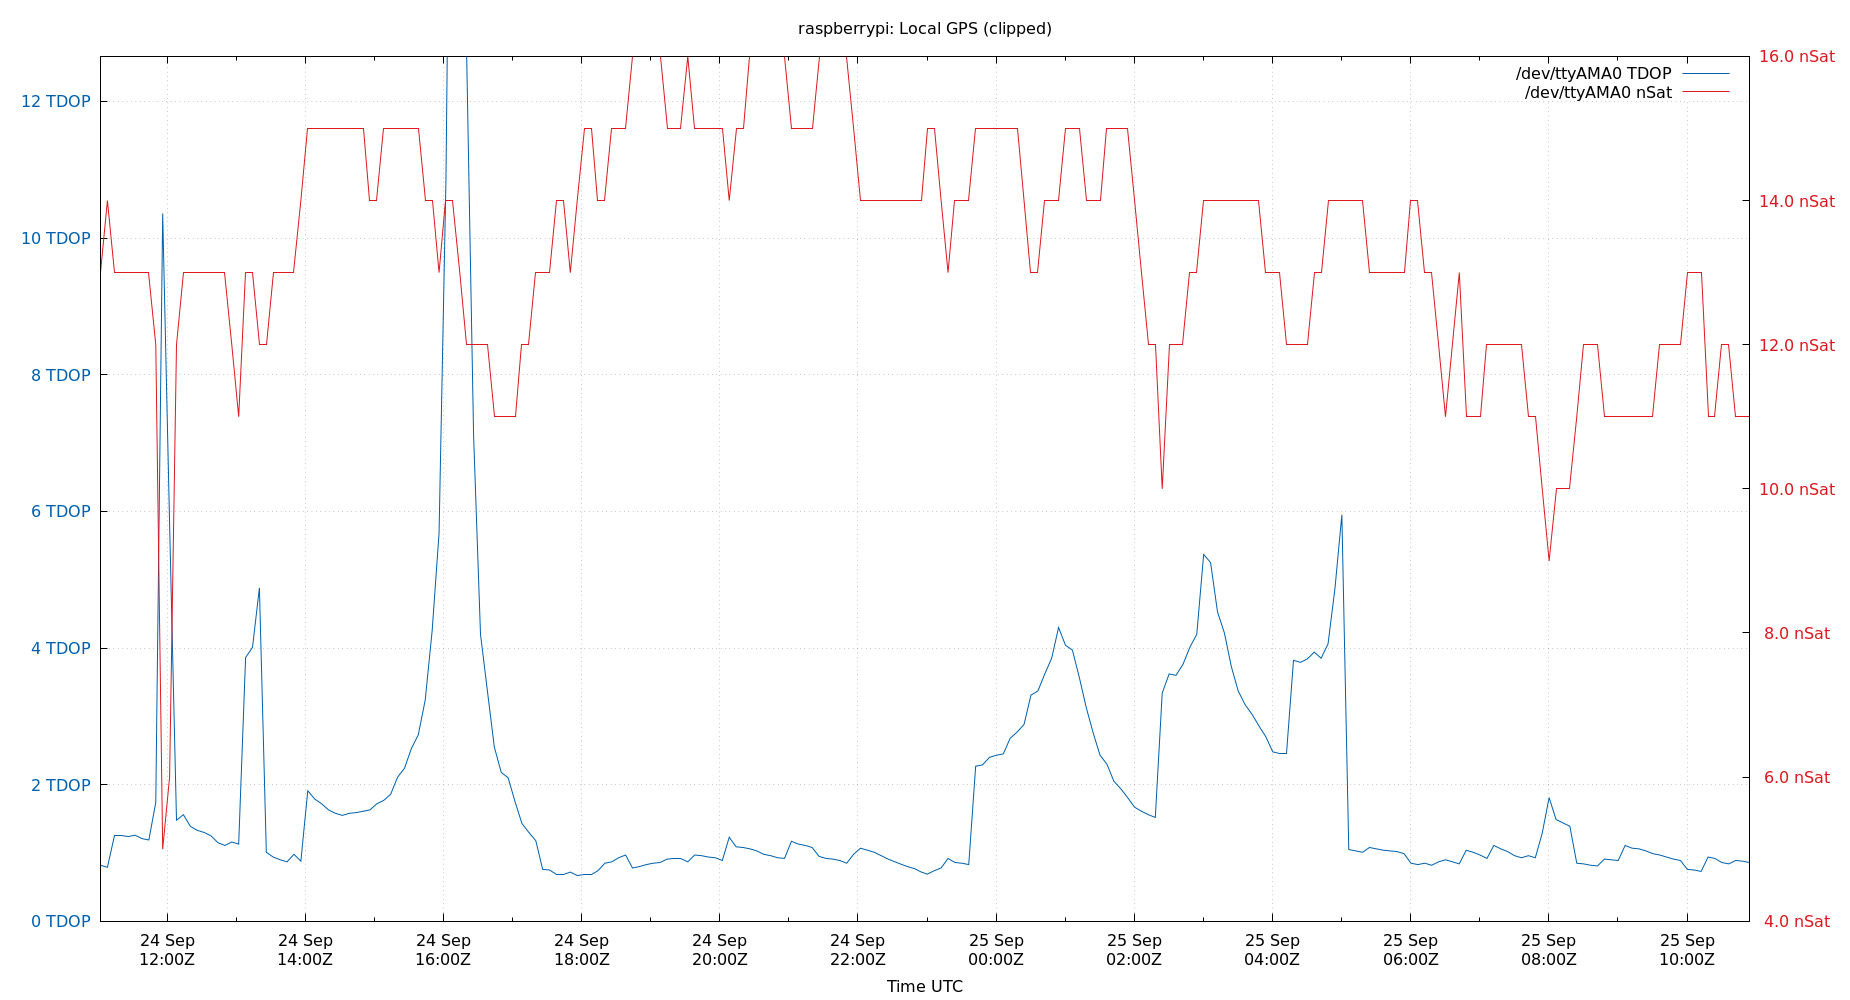 raspberrypi: Local GPS (clipped)
16.0 nSat
/dev/ttyAMA0 TDOP
/dev/ttyAMA0 nSat
12 TDOP
14.0 nSat
10 TDOP
12.0 nSat
8 TDOP
10.0 nSat
6 TDOP
8.0 nSat
4 TDOP
6.0 nSat
2 TDOP
4.0 nSat
0 TDOP
24 Sep 24 Sep 24 Sep 24 Sep 24 Sep 24 Sep 25 Sep 25 Sep 25 Sep 25 Sep 25 Sep 25 Sep
12:00Z 14:00Z 16:00Z 18:00Z 20:00Z 22:00Z 00:00Z 02:00Z 04:00Z 06:00Z 08:00Z 10:00Z
Time UTC